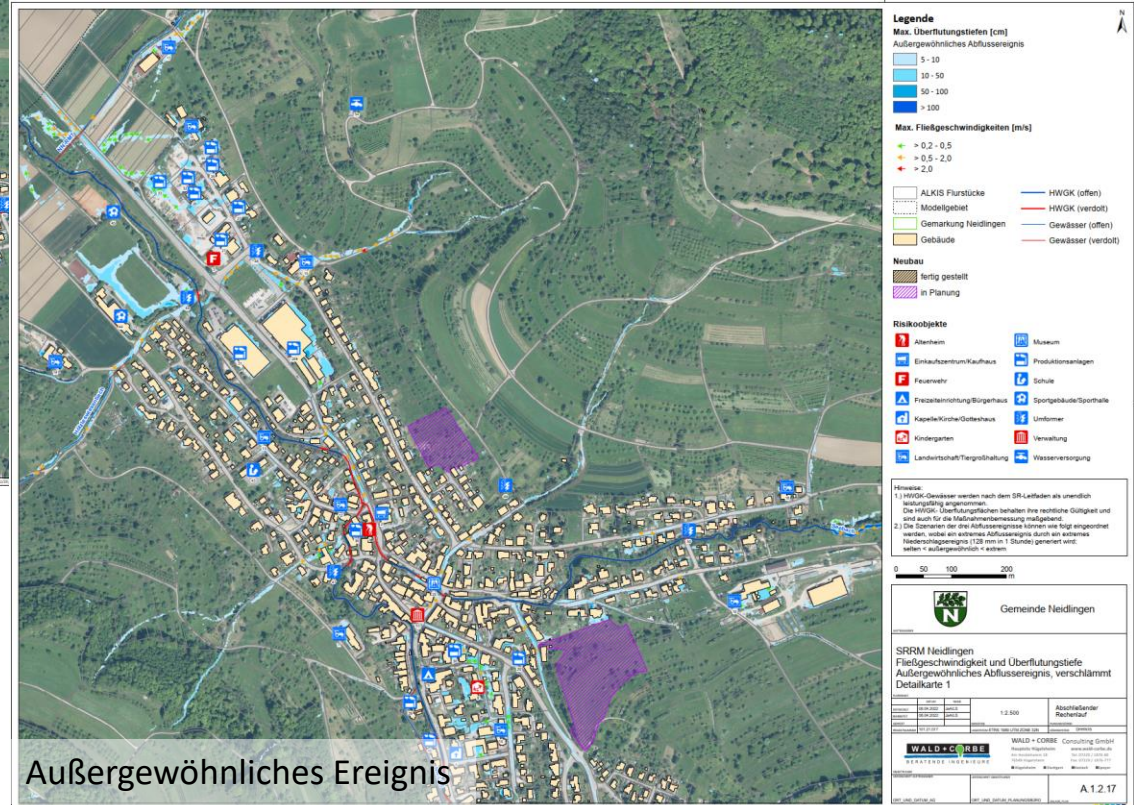 Legende
N
Max. Überflutungstiefen [cm]
Außergewöhnliches Abflussereignis
5 - 10
10 - 50
50 - 100
> 100
Max. Fließgeschwindigkeiten [m/s]
> 0,2 - 0,5
> 0,5 - 2,0
> 2,0
ALKIS Flurstücke
HWGK (offen)
Modellgebiet
HWGK (verdolt)
Gemarkung Neidlingen
Gewässer (offen)
Gebäude
Gewässer (verdolt)
Neubau
fertig gestellt
in Planung
Risikoobjekte
Altenheim
Museum
Einkaufszentrum/Kaufhaus
Produktionsanlagen
Feuerwehr
Schule
Freizeiteinrichtung/Bürgerhaus
Sportgebäude/Sporthalle
Kapelle/Kirche/Gotteshaus
Umformer
Kindergarten
Verwaltung
Landwirtschaft/Tiergroßhaltung
Wasserversorgung
Hinweise:
1.) HWGK-Gewässer werden nach dem SR-Leitfaden als unendlich
leistungsfähig angenommen.
Die HWGK- Überflutungsflächen behalten ihre rechtliche Gültigkeit und
sind auch für die Maßnahmenbemessung maßgebend.
2.) Die Szenarien der drei Abflussereignisse können wie folgt eingeordnet
werden, wobei ein extremes Abflussereignis durch ein extremes
Niederschlagsereignis (128 mm in 1 Stunde) generiert wird:
selten < außergewöhnlich < extrem
0 50 100 200
m
N
Gemeinde Neidlingen
SRRM Neidlingen
Fließgeschwindigkeit und Überflutungstiefe
Außergewöhnliches Abflussereignis, verschlämmt
Detailkarte 1
1:2.500
Abschließender
Rechenlauf
WALD+CORBE
BERATENDE INGENIEURE
WALD + CORBE Consulting GmbH
A.1.2.17
F
Außergewöhnliches Ereignis